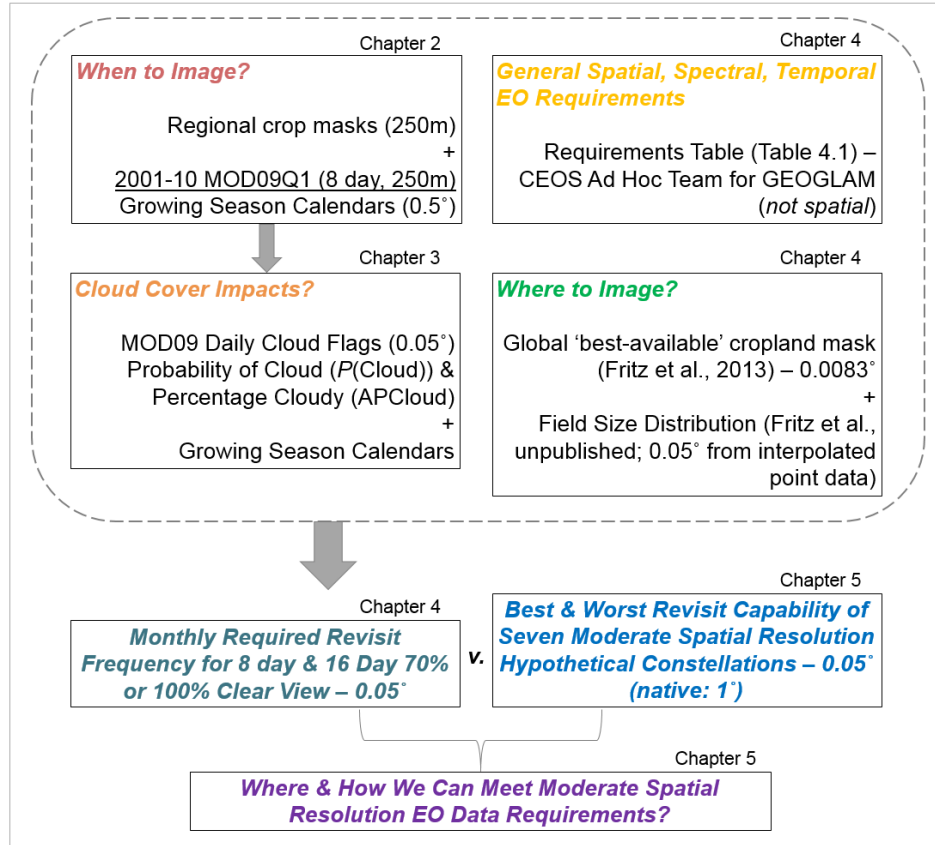 Chapter 2
When to Image?
Regional crop masks (250m)
+
2001-10 MOD09Q1 (8 day, 250m)
Growing Season Calendars (0.5°)
Chapter 4
General Spatial, Spectral, Temporal
EO Requirements
Requirements Table (Table 4.1) –
CEOS Ad Hoc Team for GEOGLAM
(not spatial)
Chapter 3
Cloud Cover Impacts?
MOD09 Daily Cloud Flags (0.05°)
Probability of Cloud (P(Cloud)) &
Percentage Cloudy (APCloud)
+
Growing Season Calendars
Chapter 4
Where to Image?
Global ‘best-available’ cropland mask
(Fritz et al., 2013) – 0.0083°
+
Field Size Distribution (Fritz et al.,
unpublished; 0.05° from interpolated
point data)
Chapter 4
Monthly Required Revisit
Frequency for 8 day & 16 Day 70%
or 100% Clear View – 0.05°
v.
Chapter 5
Best & Worst Revisit Capability of
Seven Moderate Spatial Resolution
Hypothetical Constellations – 0.05°
(native: 1°)
Chapter 5
Where & How We Can Meet Moderate Spatial
Resolution EO Data Requirements?